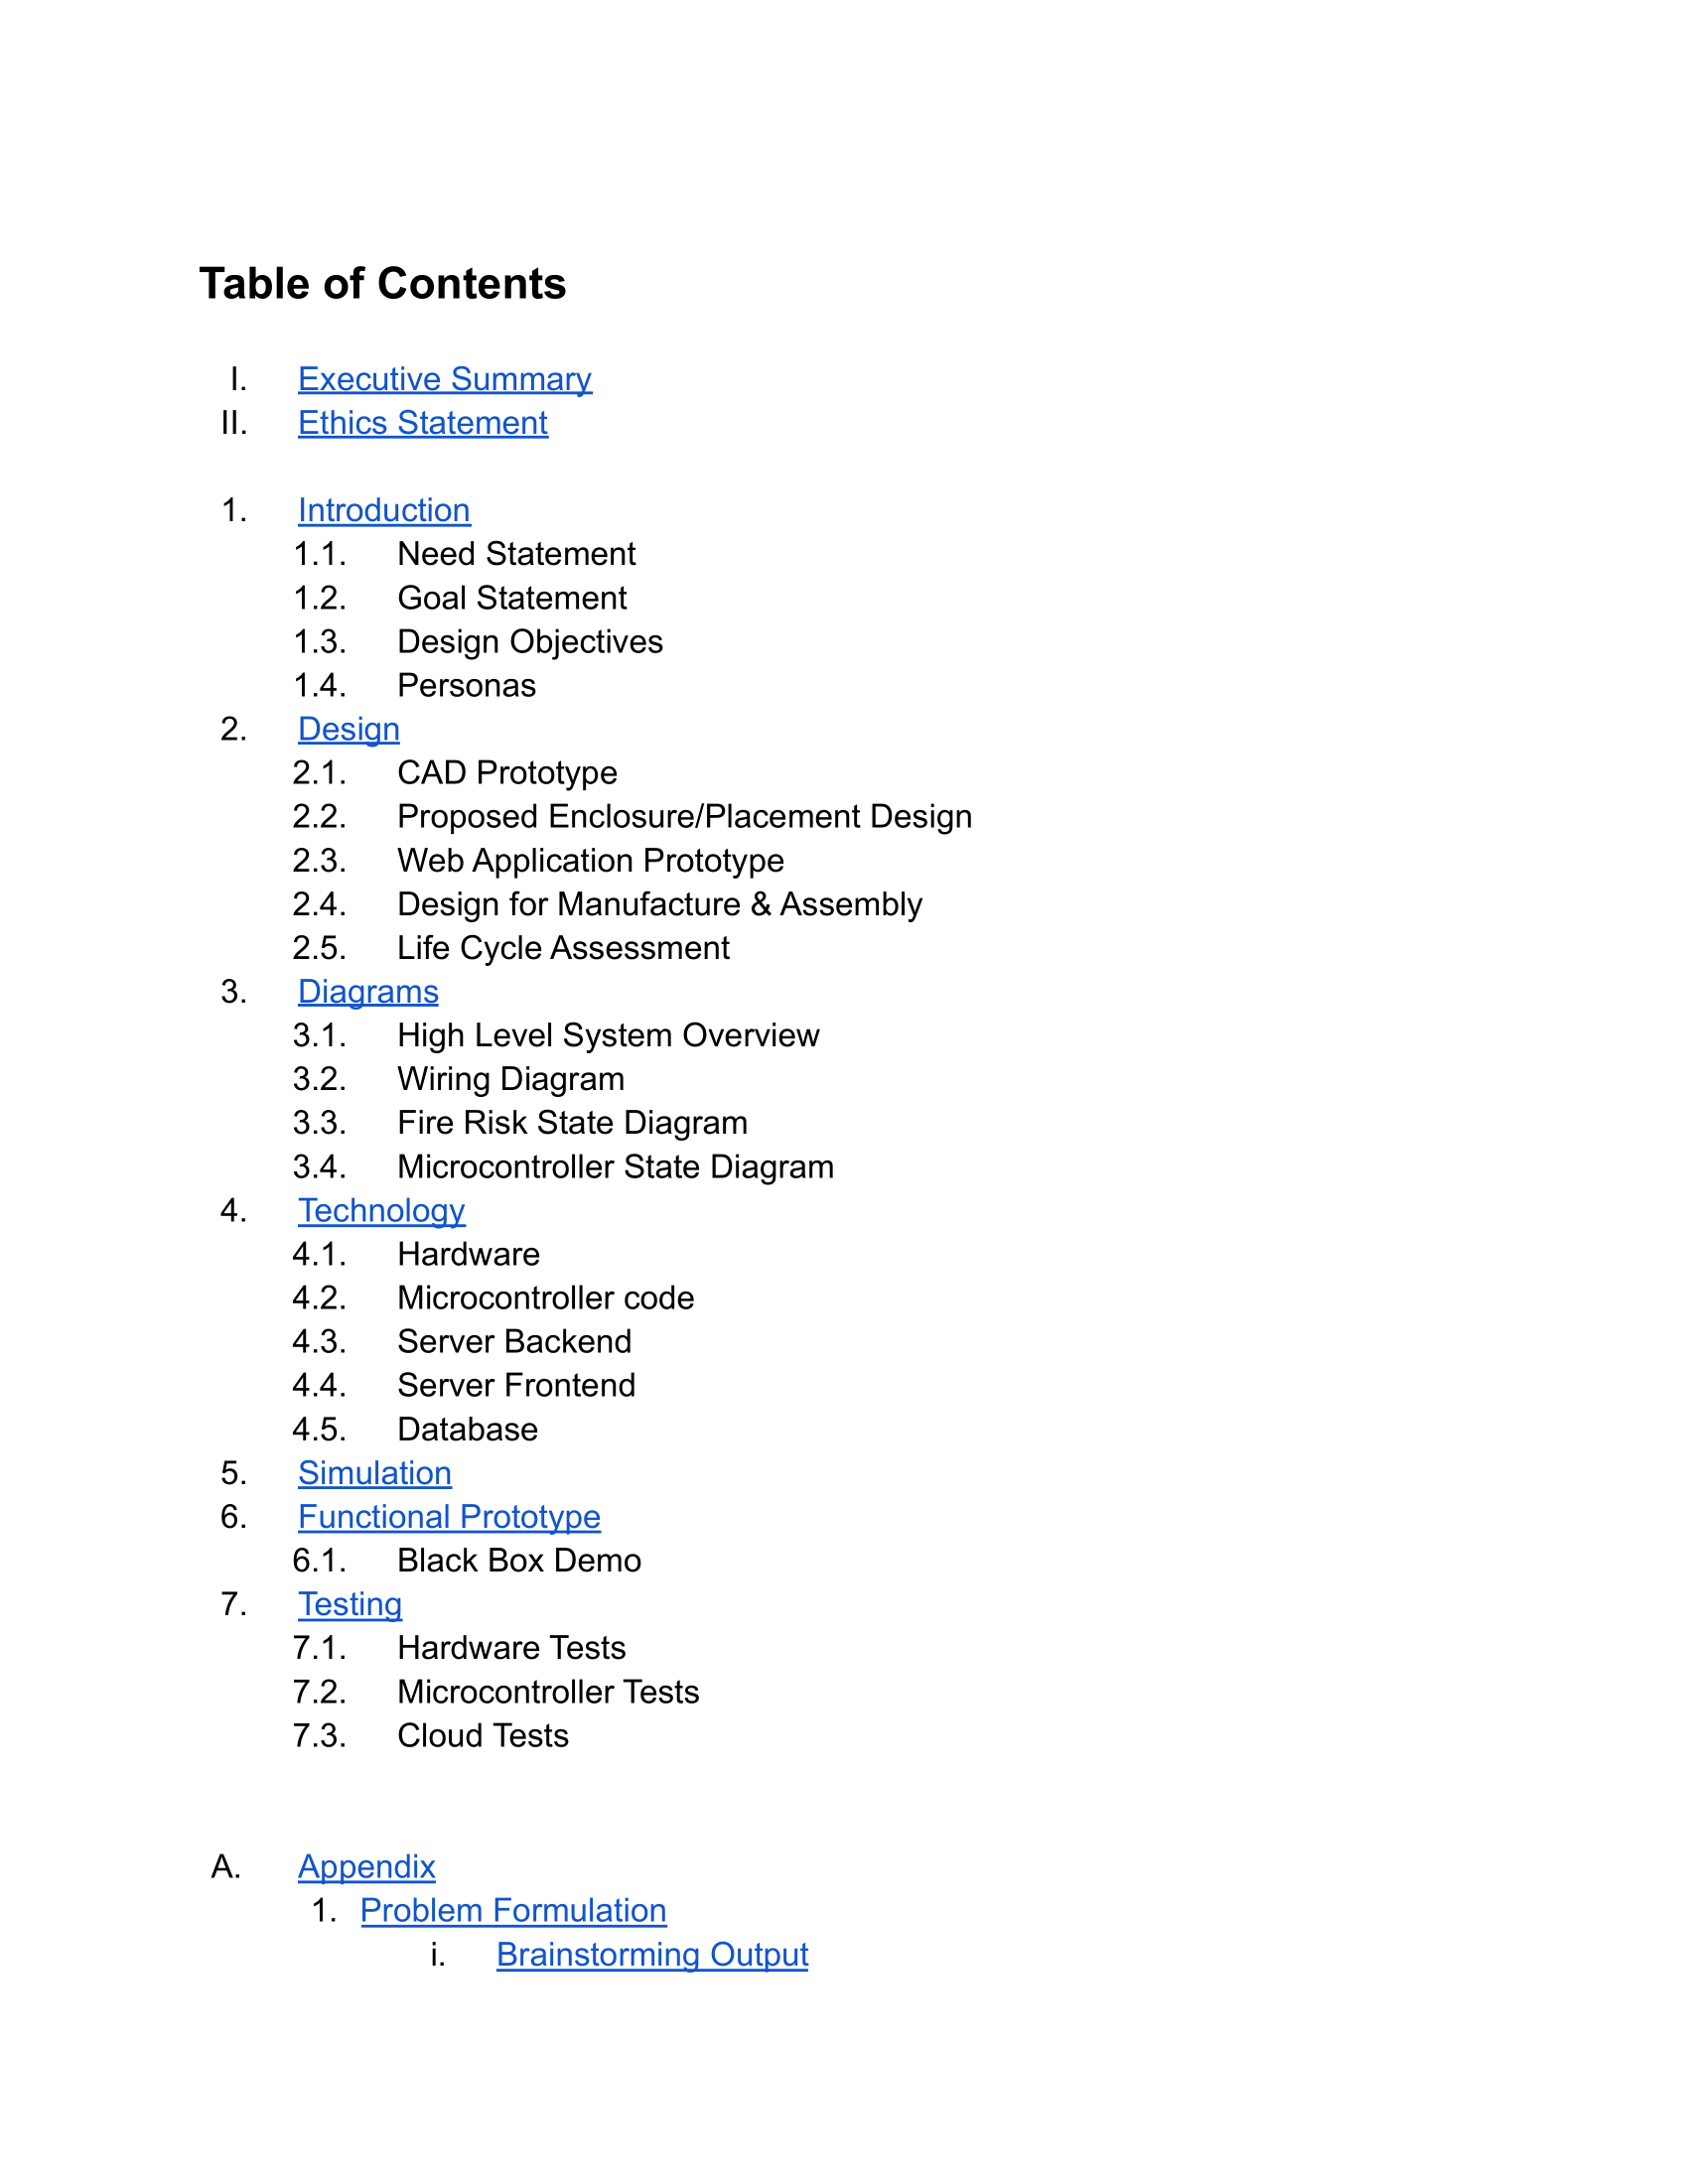 Table of Contents
I. Executive Summary
II. Ethics Statement
1. Introduction
1.1. Need Statement
1.2. Goal Statement
1.3. Design Objectives
1.4. Personas
2. Design
2.1. CAD Prototype
2.2. Proposed Enclosure/Placement Design
2.3. Web Application Prototype
2.4. Design for Manufacture & Assembly
2.5. Life Cycle Assessment
3. Diagrams
3.1. High Level System Overview
3.2. Wiring Diagram
3.3. Fire Risk State Diagram
3.4. Microcontroller State Diagram
4. Technology
4.1. Hardware
4.2. Microcontroller code
4.3. Server Backend
4.4. Server Frontend
4.5. Database
5. Simulation
6. Functional Prototype
6.1. Black Box Demo
7. Testing
7.1. Hardware Tests
7.2. Microcontroller Tests
7.3. Cloud Tests
A. Appendix
1. Problem Formulation
i. Brainstorming Output